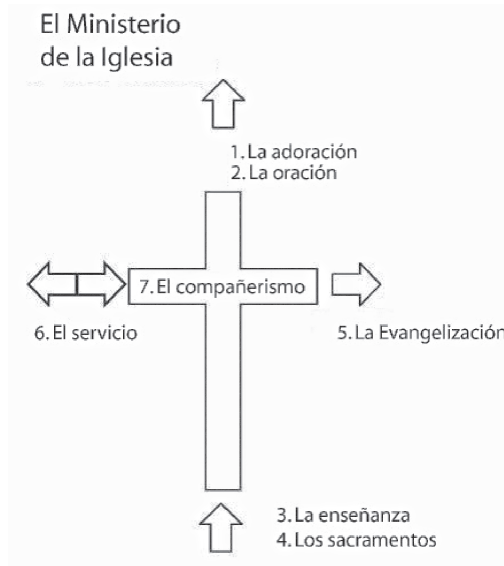 El Ministerio
de la Iglesia
1. La adoración
2. La oración
7. El compañerismo
6. El servicio
5. La Evangelización
3. La enseñanza
4. Los sacramentos